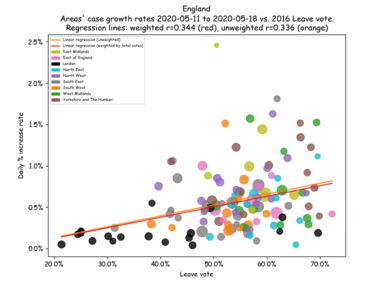 England
Areas' case growth rates 2020-05-11 to 2020-05-18 vs. 2016 Leave vote.
Regression lines: weighted r=0.344 (red), unweighted r=0.336 (orange)
Linear regression (unweighted)
Linear regression (weighted by total votes)
East Midlands
East of England
London
North East
North West
South East
South West
West Midlands
Yorkshire and The Humber
2.5%
2.0%
1.5%
1.0%
0.5%
0.0%
Daily % increase rate
20.0%
30.0%
40.0%
50.0%
60.0%
70.0%
Leave vote